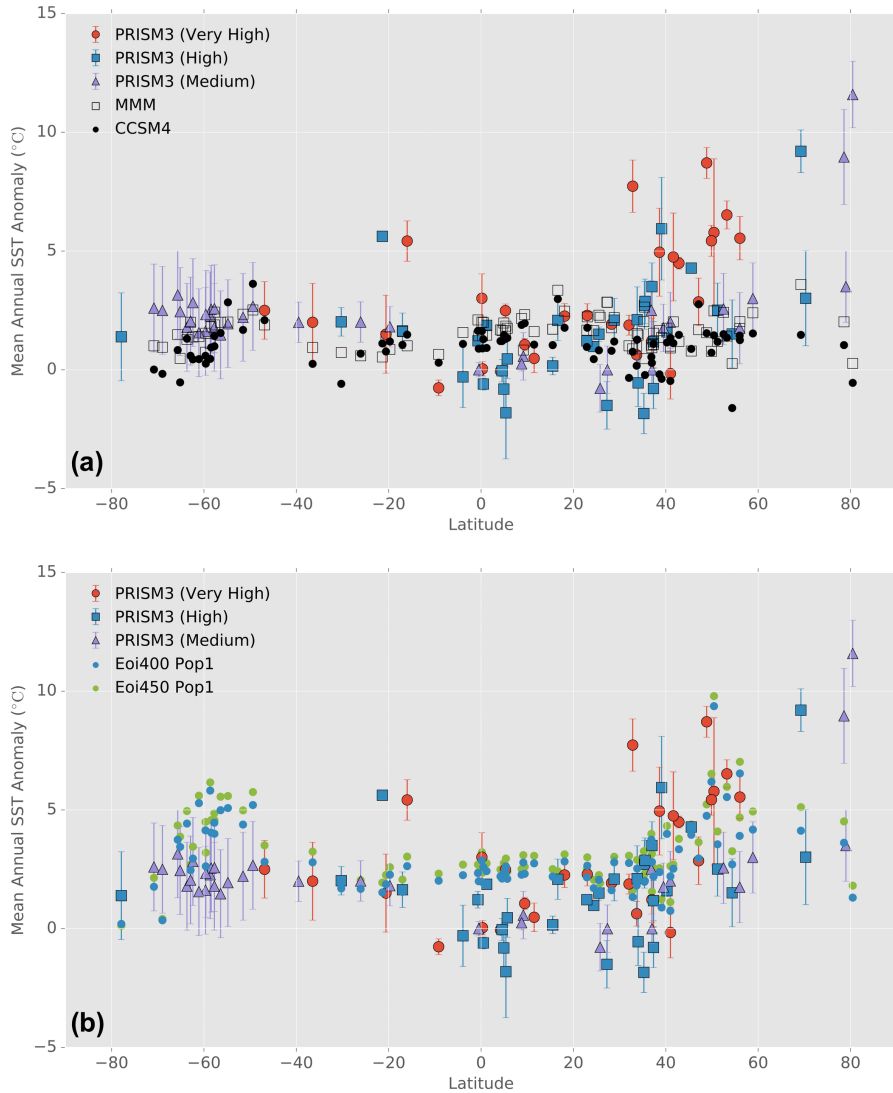 15
10
5
0
−5
Mean Annual SST Anomaly (°C)
PRISM3 (Very High)
PRISM3 (High)
PRISM3 (Medium)
MMM
CCSM4
(a)
−80 −60 −40 −20 0 20 40 60 80
Latitude
15
10
5
0
−5
Mean Annual SST Anomaly (°C)
PRISM3 (Very High)
PRISM3 (High)
PRISM3 (Medium)
Eoi400 Pop1
Eoi450 Pop1
(b)
−80 −60 −40 −20 0 20 40 60 80
Latitude